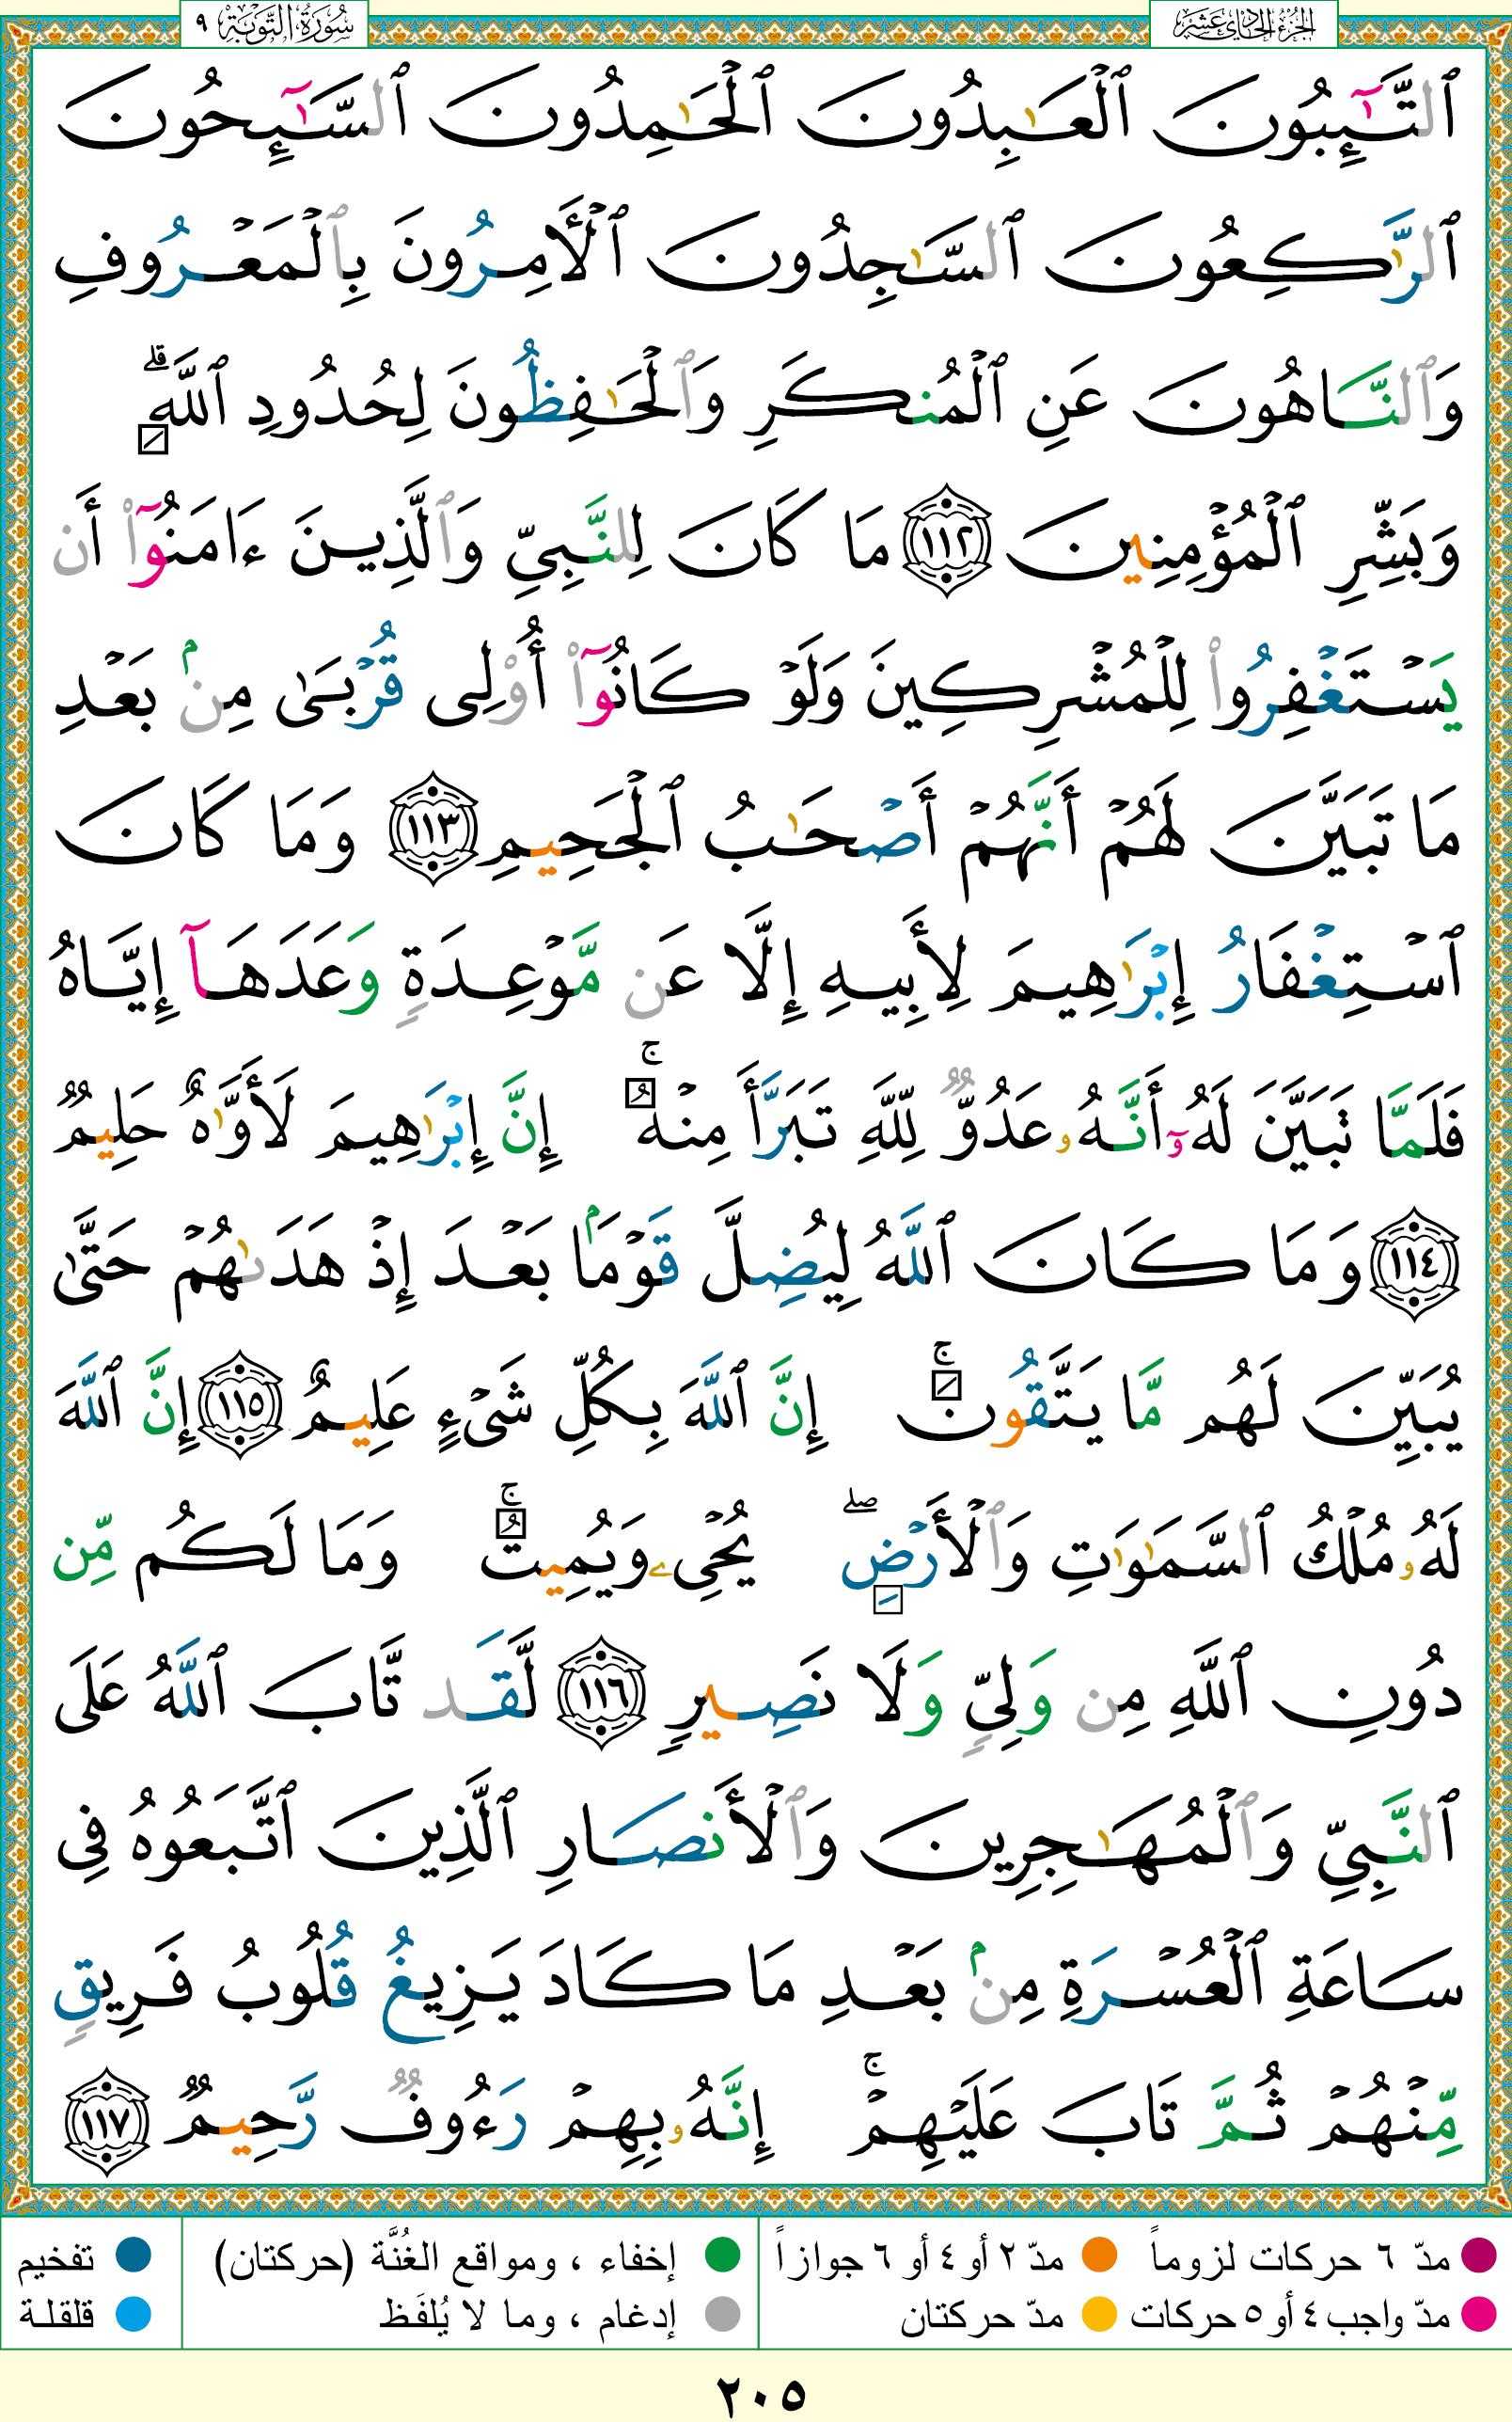 الجزء الحادي عشر
سورة التوبة ٩
ٱلتَّـٰٓئِبُونَ ٱلۡعَـٰبِدُونَ ٱلۡحَـٰمِدُونَ ٱلسَّـٰٓئِحُونَ
ٱلرَّٰكِعُونَ ٱلسَّـٰجِدُونَ ٱلۡأٓمِرُونَ بِٱلۡمَعۡرُوفِ
وَٱلنَّاهُونَ عَنِ ٱلۡمُنكَرِ وَٱلۡحَـٰفِظُونَ لِحُدُودِ ٱللَّهِۗ
وَبَشِّرِ ٱلۡمُؤۡمِنِينَ ١١٢ مَا كَانَ لِلنَّبِيِّ وَٱلَّذِينَ ءَامَنُوٓاْ أَن
يَسۡتَغۡفِرُواْ لِلۡمُشۡرِكِينَ وَلَوۡ كَانُوٓاْ أُوْلِى قُرۡبَىٰ مِنۢ بَعۡدِ
مَا تَبَيَّنَ لَهُمۡ أَنَّهُمۡ أَصۡحَـٰبُ ٱلۡجَحِيمِ ١١٣ وَمَا كَانَ
ٱسۡتِغۡفَارُ إِبۡرَٰهِيمَ لِأَبِيهِ إِلَّا عَن مَّوۡعِدَةٍ وَعَدَهَآ إِيَّاهُ
فَلَمَّا تَبَيَّنَ لَهُۥٓ أَنَّهُۥ عَدُوٌّ لِّلَّهِ تَبَرَّأَ مِنۡهُۚ إِنَّ إِبۡرَٰهِيمَ لَأَوَّٰهٌ حَلِيمٌ
١١٤ وَمَا كَانَ ٱللَّهُ لِيُضِلَّ قَوۡمَۢا بَعۡدَ إِذۡ هَدَىٰهُمۡ حَتَّىٰ
يُبَيِّنَ لَهُم مَّا يَتَّقُونَۚ إِنَّ ٱللَّهَ بِكُلِّ شَىۡءٍ عَلِيمٌ ١١٥ إِنَّ ٱللَّهَ
لَهُۥ مُلۡكُ ٱلسَّمَـٰوَٰتِ وَٱلۡأَرۡضِۖ يُحۡىِۦ وَيُمِيتُۚ وَمَا لَكُم مِّن
دُونِ ٱللَّهِ مِن وَلِيٍّ وَلَا نَصِيرٍ ١١٦ لَّقَد تَّابَ ٱللَّهُ عَلَى
ٱلنَّبِيِّ وَٱلۡمُهَـٰجِرِينَ وَٱلۡأَنصَارِ ٱلَّذِينَ ٱتَّبَعُوهُ فِى
سَاعَةِ ٱلۡعُسۡرَةِ مِنۢ بَعۡدِ مَا كَادَ يَزِيغُ قُلُوبُ فَرِيقٍ
مِّنۡهُمۡ ثُمَّ تَابَ عَلَيۡهِمۡۚ إِنَّهُۥ بِهِمۡ رَءُوفٌ رَّحِيمٌ ١١٧
مدّ ٦ حركات لزوماً مدّ ٢ أو ٤ أو ٦ جوازاً إخفاء ، ومواقع الغُنَّة (حركتان) تفخيم
مدّ واجب ٤ أو ٥ حركات مدّ حركتان إدغام ، وما لا يُلفَظ قلقلة
٢٠٥